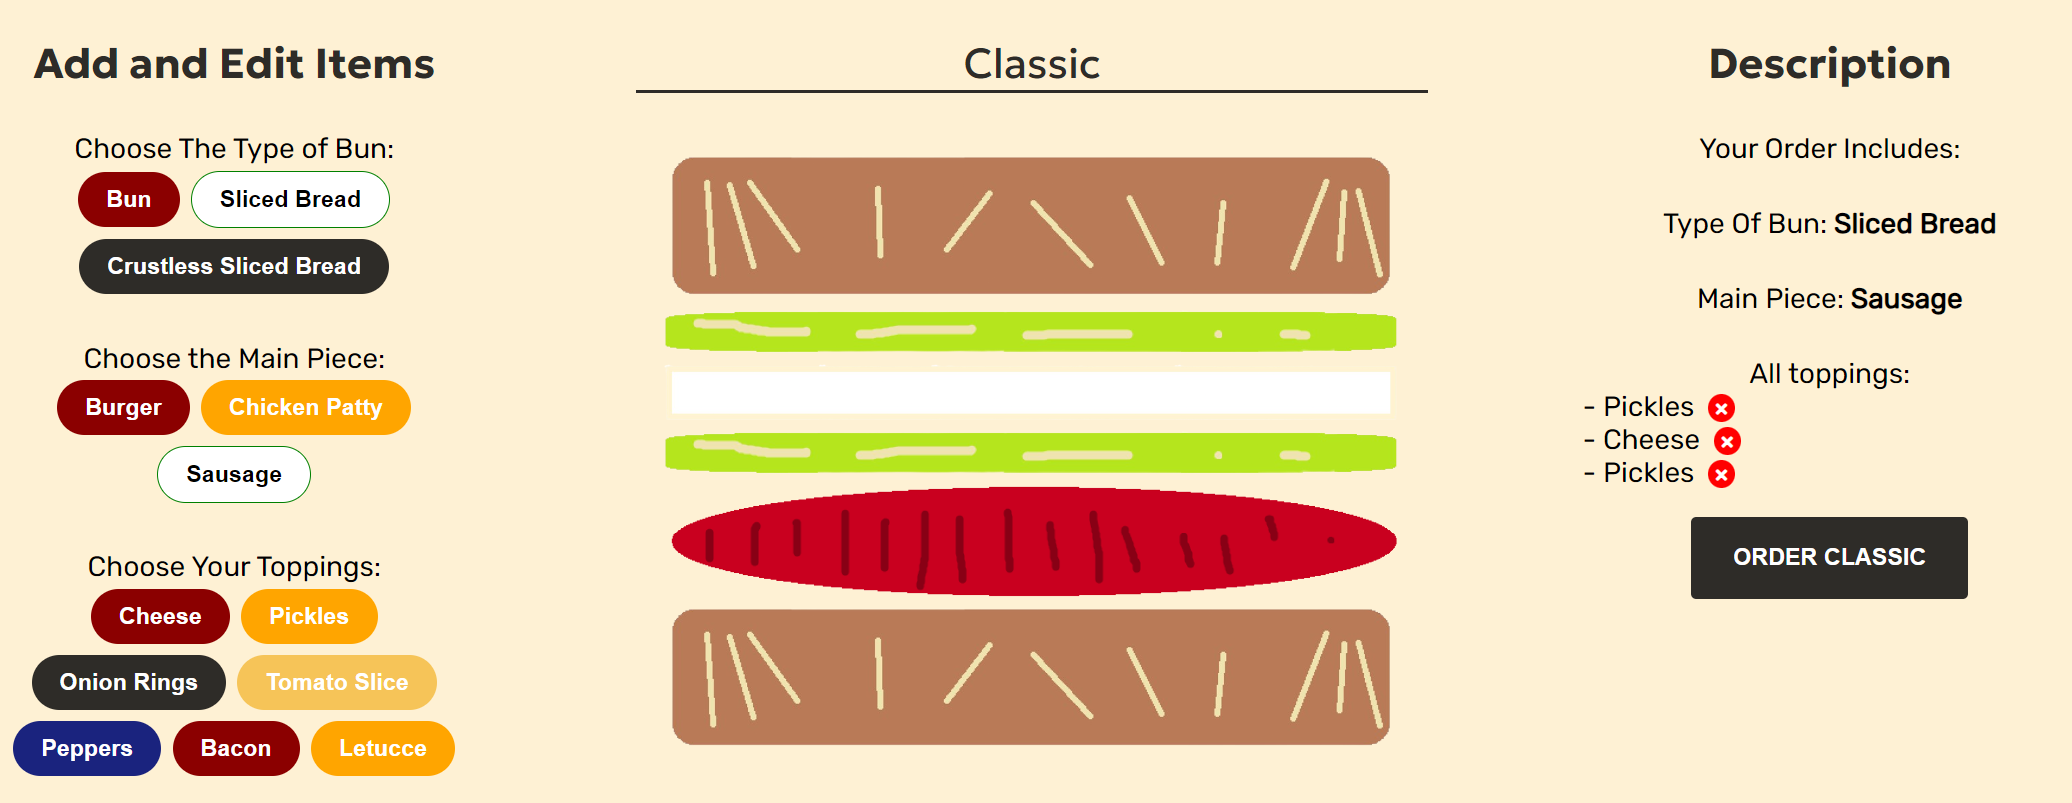 Add and Edit Items
Choose The Type of Bun:
Bun
Sliced Bread
Crustless Sliced Bread
Choose the Main Piece:
Burger
Chicken Patty
Sausage
Choose Your Toppings:
Cheese
Pickles
Onion Rings
Tomato Slice
Peppers
Bacon
Letucce
Classic
Description
Your Order Includes:
Type Of Bun: Sliced Bread
Main Piece: Sausage
All toppings:
- Pickles
- Cheese
- Pickles
ORDER CLASSIC